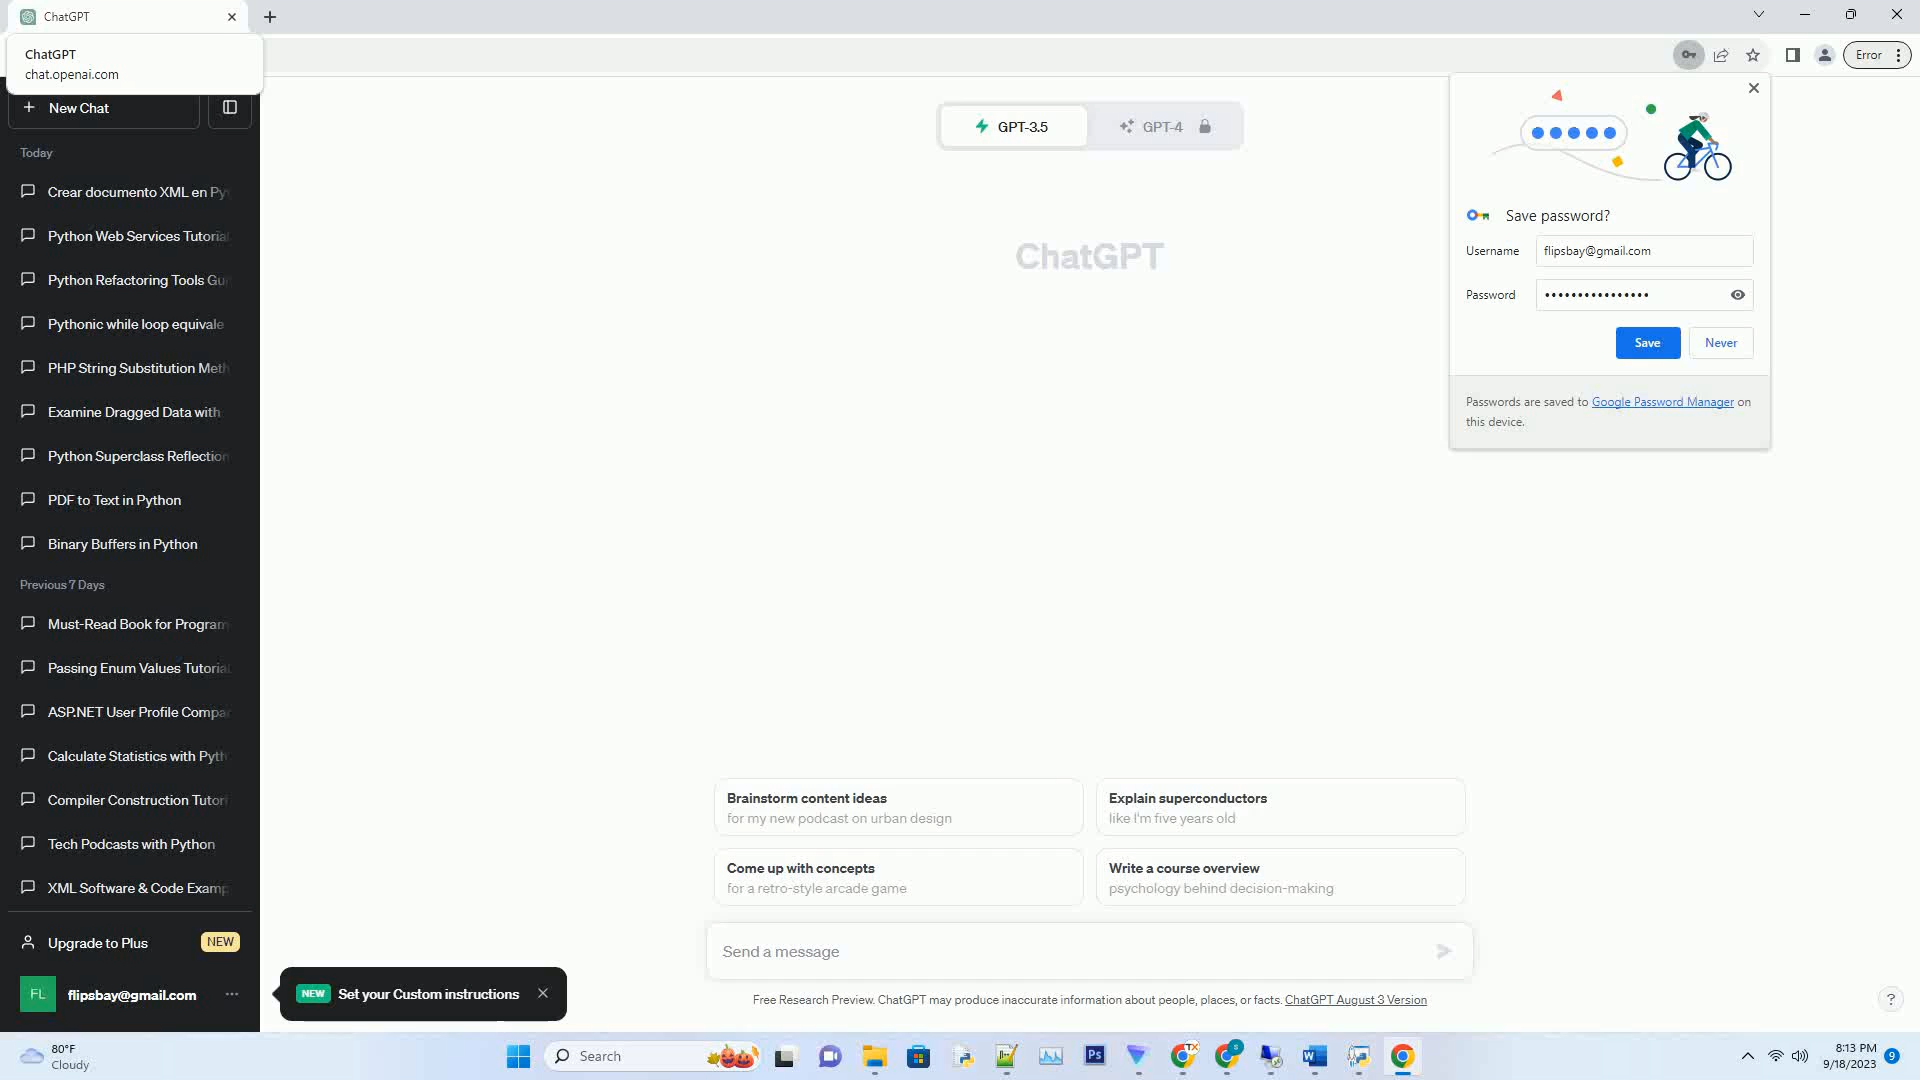 ChatGPT
ChatGPT
chat.openai.com
Error
New Chat
Today
Crear documento XML en Py
Python Web Services Tutoria
Python Refactoring Tools Gui
Pythonic while loop equivale
PHP String Substitution Meth
Examine Dragged Data with
Python Superclass Reflection
PDF to Text in Python
Binary Buffers in Python
Previous 7 Days
Must-Read Book for Program
Passing Enum Values Tutorial
ASP.NET User Profile Compar
Calculate Statistics with Pyth
Compiler Construction Tutori
Tech Podcasts with Python
XML Software & Code Examp
Upgrade to Plus
NEW
FL
flipsbay@gmail.com
NEW
Set your Custom instructions
GPT-3.5
GPT-4
ChatGPT
Save password?
Username
flipsbay@gmail.com
Password
Save
Never
Passwords are saved to Google Password Manager on
this device.
Brainstorm content ideas
for my new podcast on urban design
Explain superconductors
like I'm five years old
Come up with concepts
for a retro-style arcade game
Write a course overview
psychology behind decision-making
Send a message
Free Research Preview. ChatGPT may produce inaccurate information about people, places, or facts. ChatGPT August 3 Version
?
80°F
Cloudy
Search
Ps
TX
S
W
8:13 PM
9/18/2023
9